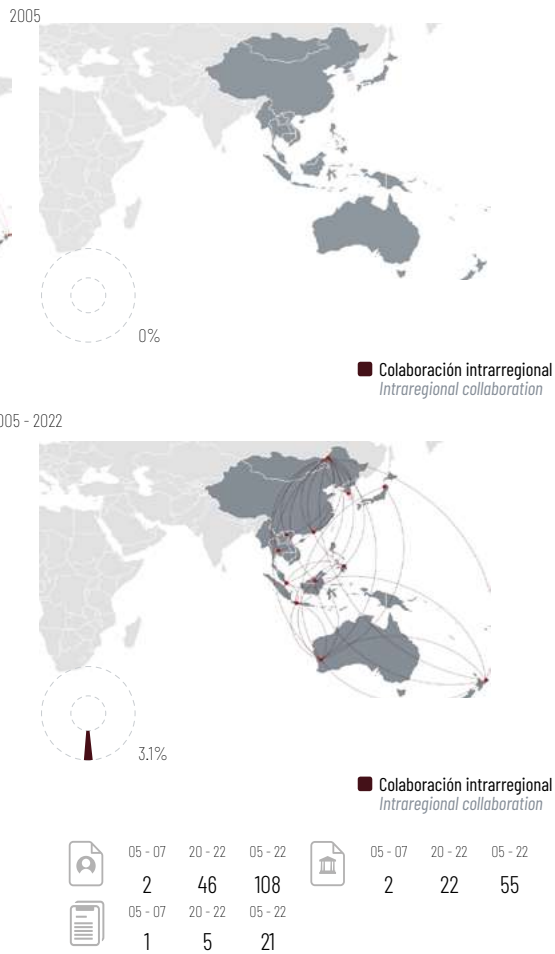 2005
0%
Colaboración intrarregional
Intraregional collaboration
005 - 2022
3.1%
Colaboración intrarregional
Intraregional collaboration
05 - 07 20 - 22 05 - 22 05 - 07 20 - 22 05 - 22
2 46 108 2 22 55
05 - 07 20 - 22 05 - 22
1 5 21